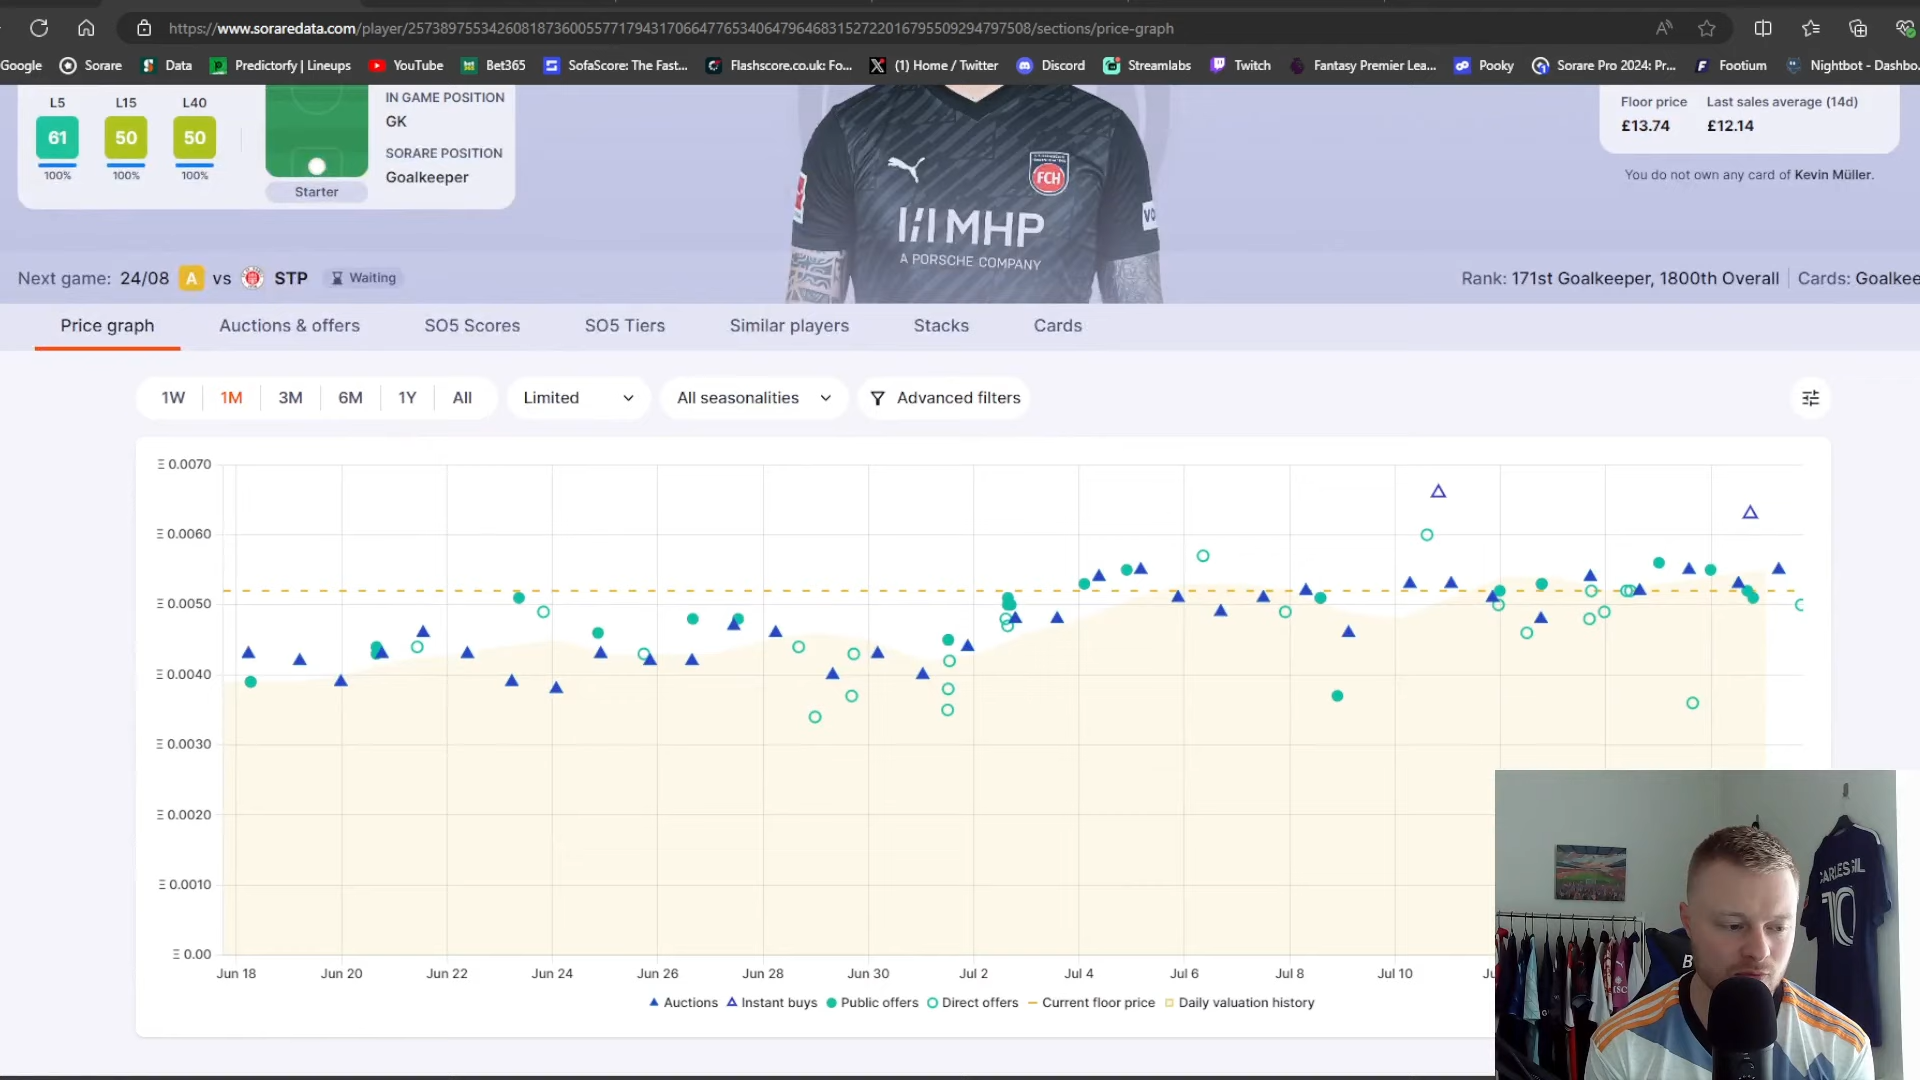 https://www.soraredata.com/player/25738975534260818736005577179431706647765340647964683152722016795509294797508/sections/price-graph
Google Sorare Data Predictorfy | Lineups YouTube Bet365 SofaScore: The Fast... Flashscore.co.uk: Fo... (1) Home / Twitter Discord Streamlabs Twitch Fantasy Premier Lea... Pooky Sorare Pro 2024: Pr... Footium Nightbot - Dashbo.
L5 L15 L40
61 50 50
100% 100% 100%
Starter
IN GAME POSITION
GK
SORARE POSITION
Goalkeeper
FCH
MHP
A PORSCHE COMPANY
Floor price Last sales average (14d)
£13.74 £12.14
You do not own any card of Kevin Müller.
Next game: 24/08 A vs STP Waiting
Rank: 171st Goalkeeper, 1800th Overall Cards: Goalkee
Price graph Auctions & offers SO5 Scores SO5 Tiers Similar players Stacks Cards
1W 1M 3M 6M 1Y All Limited All seasonalities Advanced filters
Ξ 0.0070
Ξ 0.0060
Ξ 0.0050
Ξ 0.0040
Ξ 0.0030
Ξ 0.0020
Ξ 0.0010
Ξ 0.00
Jun 18 Jun 20 Jun 22 Jun 24 Jun 26 Jun 28 Jun 30 Jul 2 Jul 4 Jul 6 Jul 8 Jul 10
Auctions Instant buys Public offers Direct offers Current floor price Daily valuation history
10